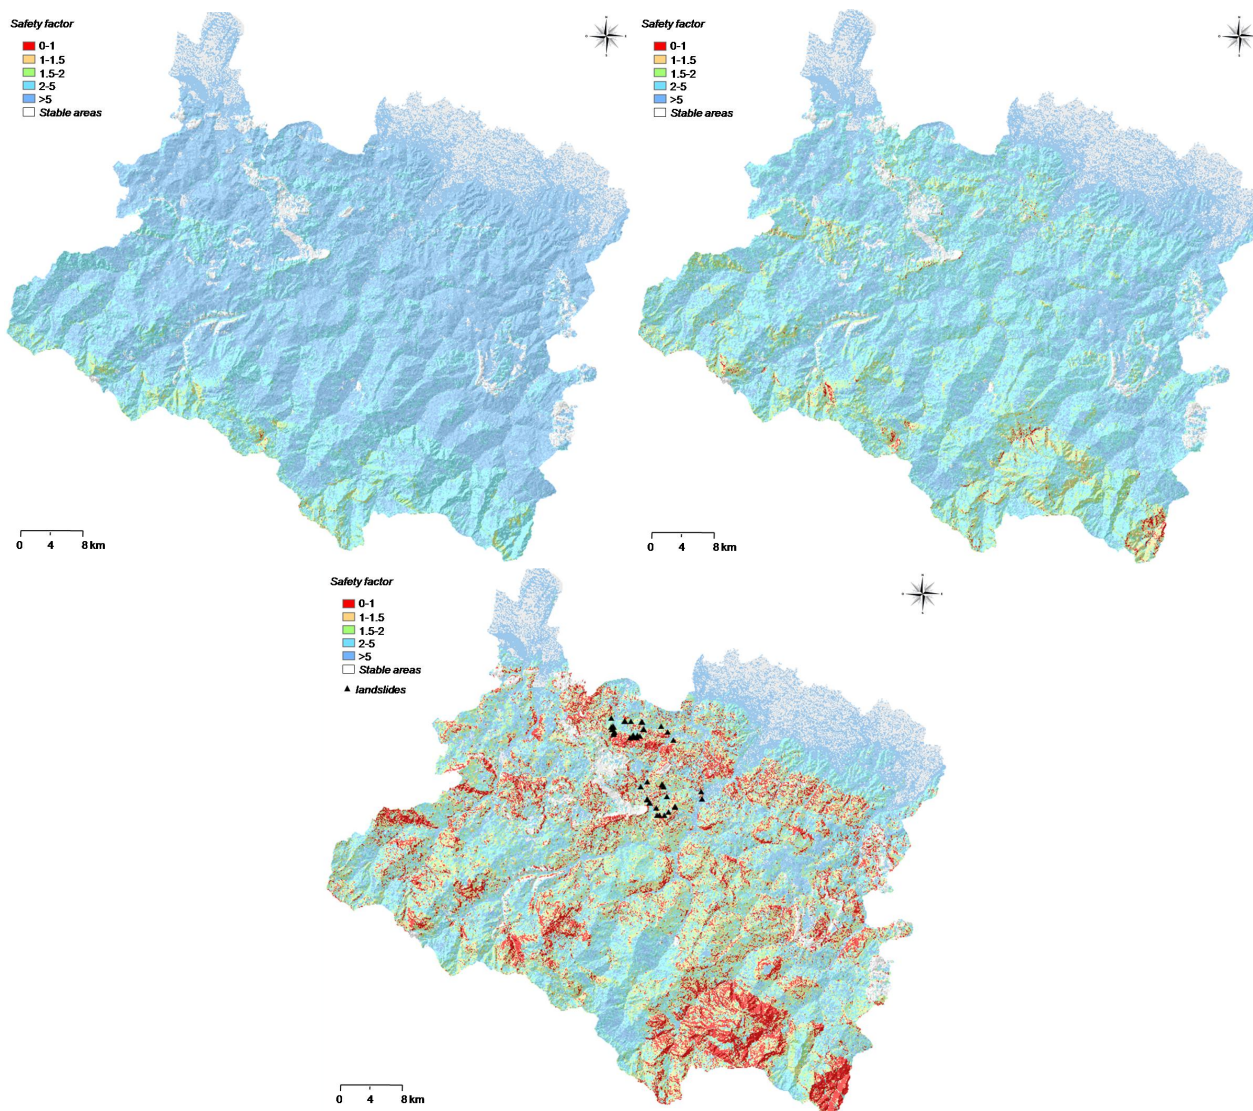 Safety factor
0-1
1-1.5
1.5-2
2-5
>5
Stable areas
0 4 8 km
Safety factor
0-1
1-1.5
1.5-2
2-5
>5
Stable areas
0 4 8 km
Safety factor
0-1
1-1.5
1.5-2
2-5
>5
Stable areas
landslides
0 4 8 km